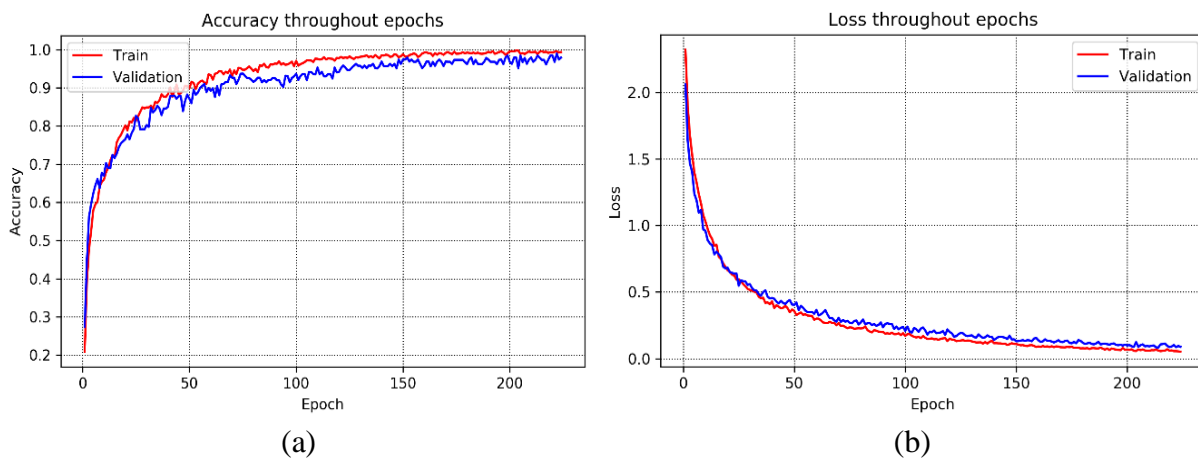 Accuracy throughout epochs
1.0
0.9
0.8
0.7
0.6
0.5
0.4
0.3
0.2
Accuracy
Train
Validation
0 50 100 150 200
Epoch
(a)
Loss throughout epochs
2.0
1.5
1.0
0.5
0.0
Loss
Train
Validation
0 50 100 150 200
Epoch
(b)